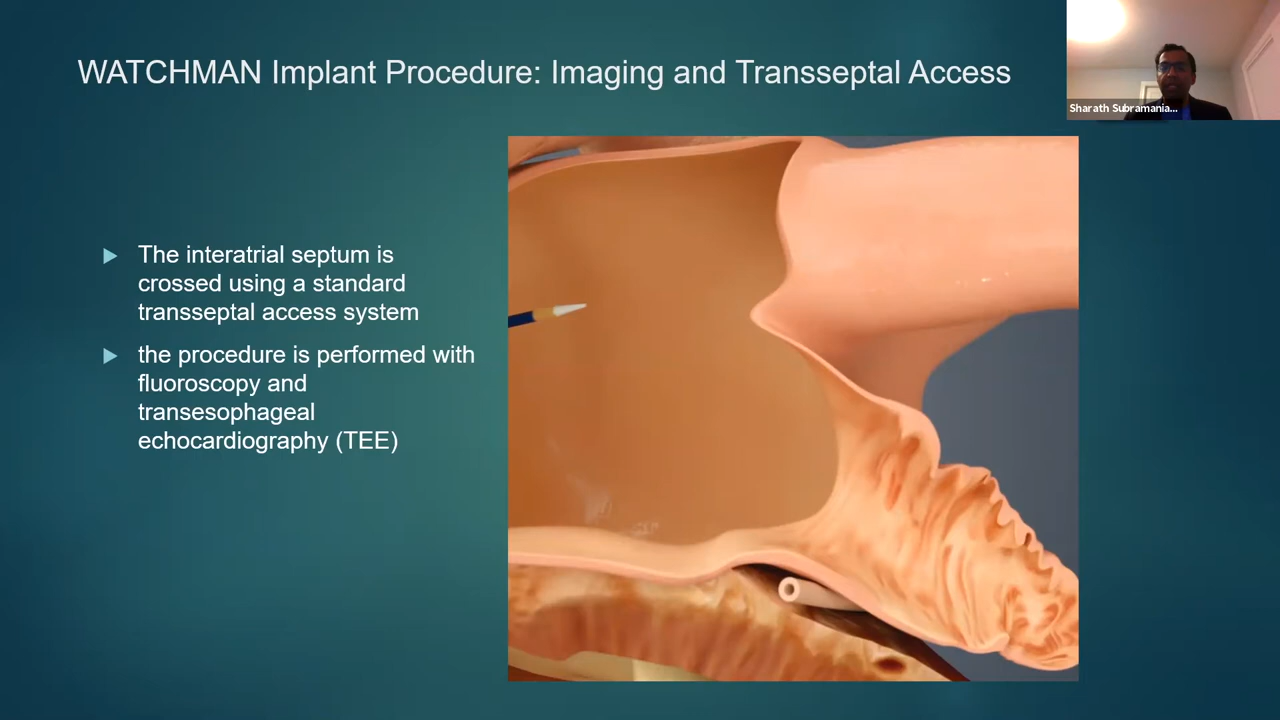 WATCHMAN Implant Procedure: Imaging and Transseptal Access
Sharath Subramania...
The interatrial septum is
crossed using a standard
transseptal access system
the procedure is performed with
fluoroscopy and
transesophageal
echocardiography (TEE)